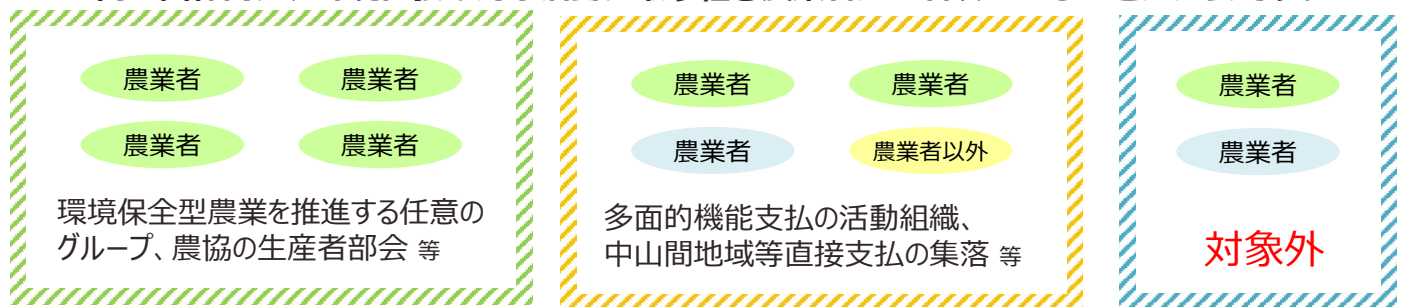 農業者 農業者
農業者 農業者
環境保全型農業を推進する任意の
グループ、農協の生産者部会 等
農業者 農業者
農業者 農業者以外
多面的機能支払の活動組織、
中山間地域等直接支払の集落 等
農業者
農業者
対象外